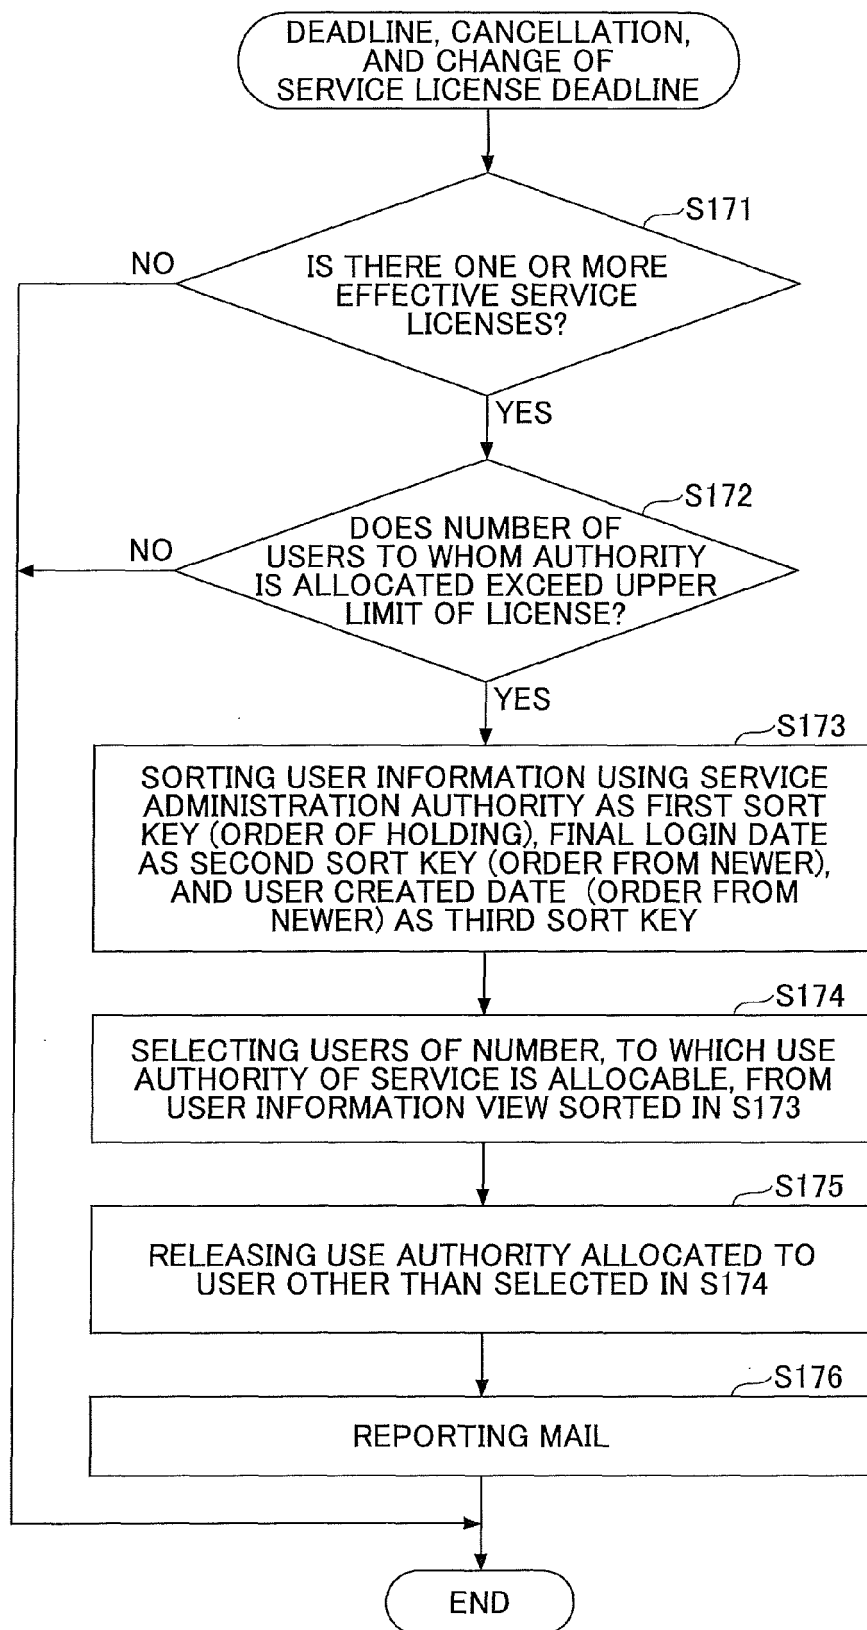 DEADLINE, CANCELLATION,
AND CHANGE OF
SERVICE LICENSE DEADLINE
S171
NO
IS THERE ONE OR MORE
EFFECTIVE SERVICE
LICENSES?
YES
S172
NO
DOES NUMBER OF
USERS TO WHOM AUTHORITY
IS ALLOCATED EXCEED UPPER
LIMIT OF LICENSE?
YES
S173
SORTING USER INFORMATION USING SERVICE
ADMINISTRATION AUTHORITY AS FIRST SORT
KEY (ORDER OF HOLDING), FINAL LOGIN DATE
AS SECOND SORT KEY (ORDER FROM NEWER),
AND USER CREATED DATE (ORDER FROM
NEWER) AS THIRD SORT KEY
S174
SELECTING USERS OF NUMBER, TO WHICH USE
AUTHORITY OF SERVICE IS ALLOCABLE, FROM
USER INFORMATION VIEW SORTED IN S173
S175
RELEASING USE AUTHORITY ALLOCATED TO
USER OTHER THAN SELECTED IN S174
S176
REPORTING MAIL
END